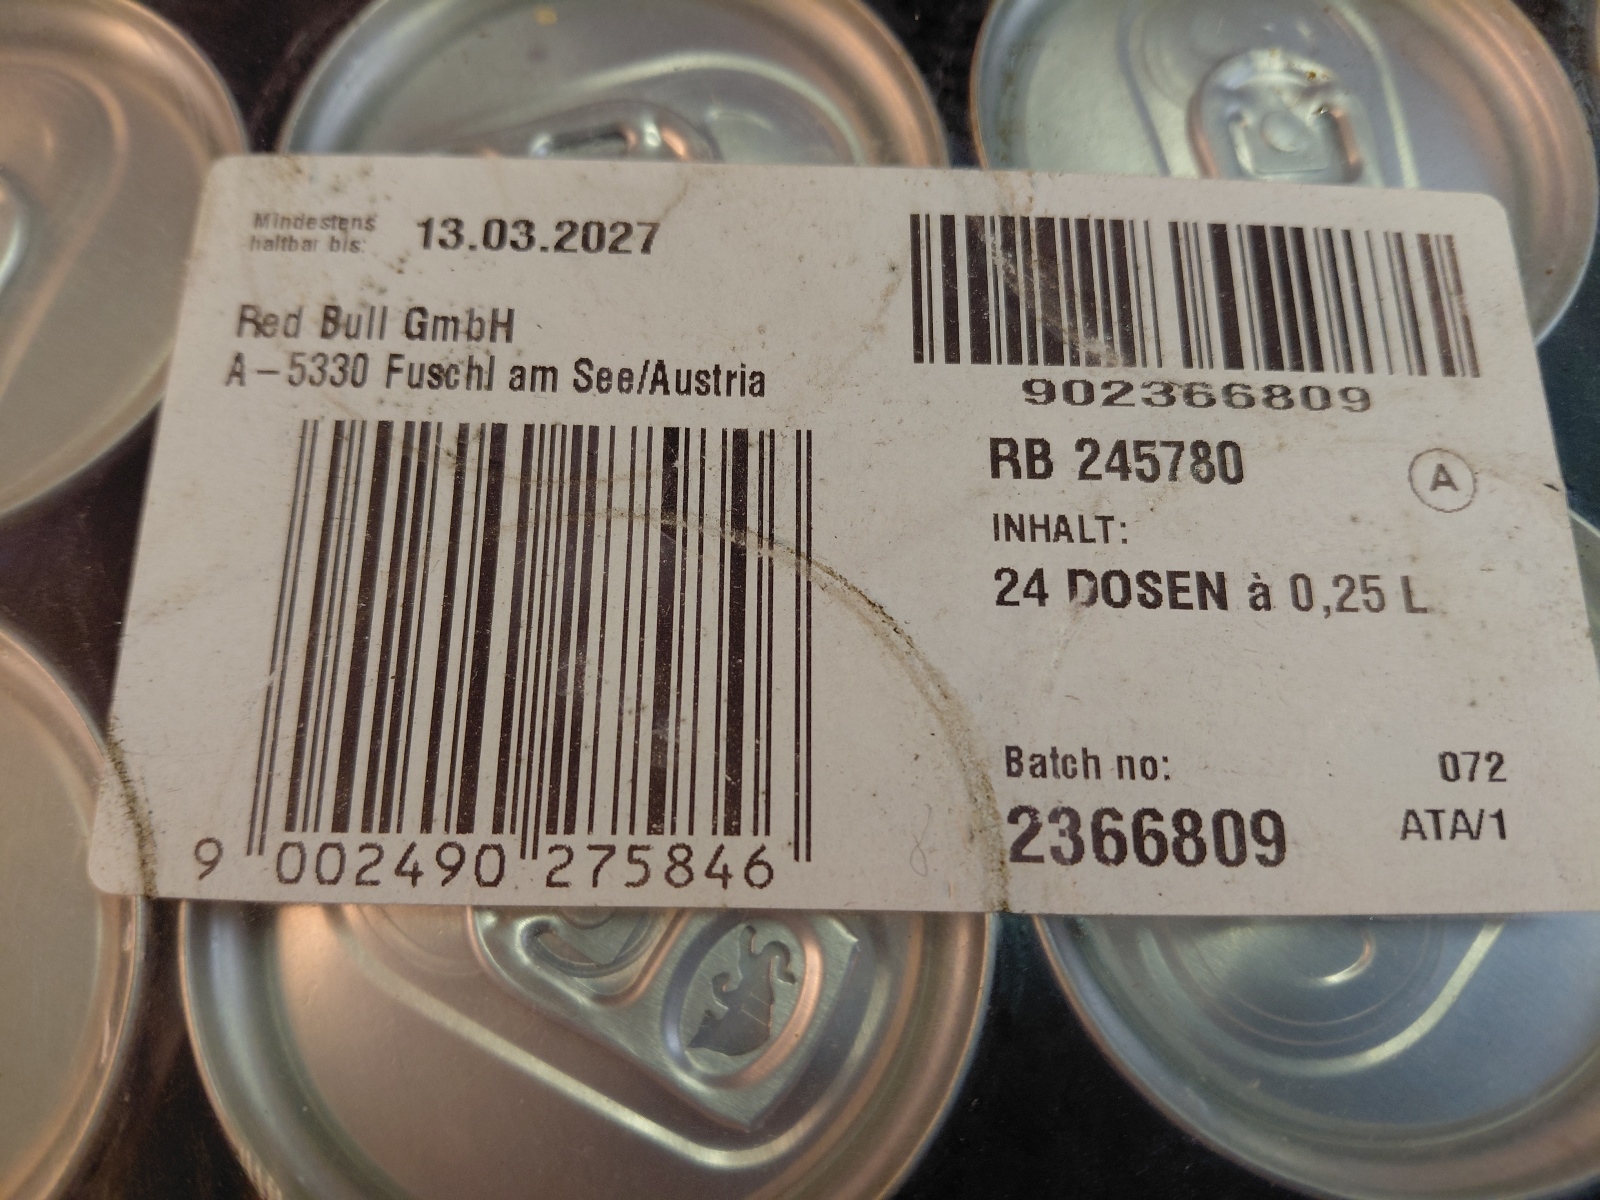 Mindestens
haltbar bis: 13.03.2027
Red Bull GmbH
A-5330 Fuschl am See/Austria
9 002490 275846
902366809
RB 245780 A
INHALT:
24 DOSEN à 0,25 L
Batch no: 072
2366809 ATA/1